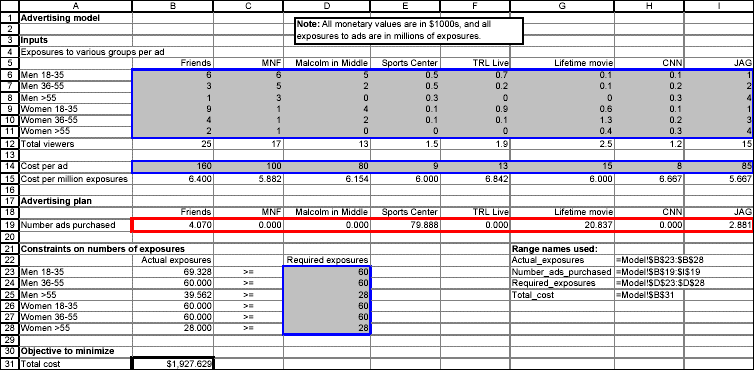 A B C D E F G H I
1 Advertising model
2 Note: All monetary values are in $1000s, and all
exposures to ads are in millions of exposures.
3 Inputs
4 Exposures to various groups per ad
5 Friends MNF Malcolm in Middle Sports Center TRL Live Lifetime movie CNN JAG
6 Men 18-35 6 6 5 0.5 0.7 0.1 0.1 1
7 Men 36-55 3 5 2 0.5 0.1 0.1 0.2 2
8 Men >55 1 3 0 0.3 0 0 0.3 4
9 Women 18-35 9 1 4 0.1 0.9 0.6 0.1 1
10 Women 36-55 4 1 2 0.1 0.1 1.3 0.2 3
11 Women >55 2 1 0 0 0 0.4 0.3 4
12 Total viewers 25 17 13 1.5 1.9 2.5 1.2 15
13
14 Cost per ad 160 100 80 9 13 15 8 85
15 Cost per million exposures 6.400 5.882 6.154 6.000 6.842 6.000 6.667 5.667
16
17 Advertising plan
18 Friends MNF Malcolm in Middle Sports Center TRL Live Lifetime movie CNN JAG
19 Number ads purchased 4.070 0.000 0.000 79.888 0.000 20.837 0.000 2.881
20
21 Constraints on numbers of exposures Range names used:
22 Actual exposures Required exposures Actual_exposures =Model!$B$23:$B$28
23 Men 18-35 69.328 >= 60 Number_ads_purchased =Model!$B$19:$I$19
24 Men 36-55 60.000 >= 60 Required_exposures =Model!$D$23:$D$28
25 Men >55 39.562 >= 28 Total_cost =Model!$B$31
26 Women 18-35 60.000 >= 60
27 Women 36-55 60.000 >= 60
28 Women >55 28.000 >= 28
29
30 Objective to minimize
31 Total cost $1,927.629